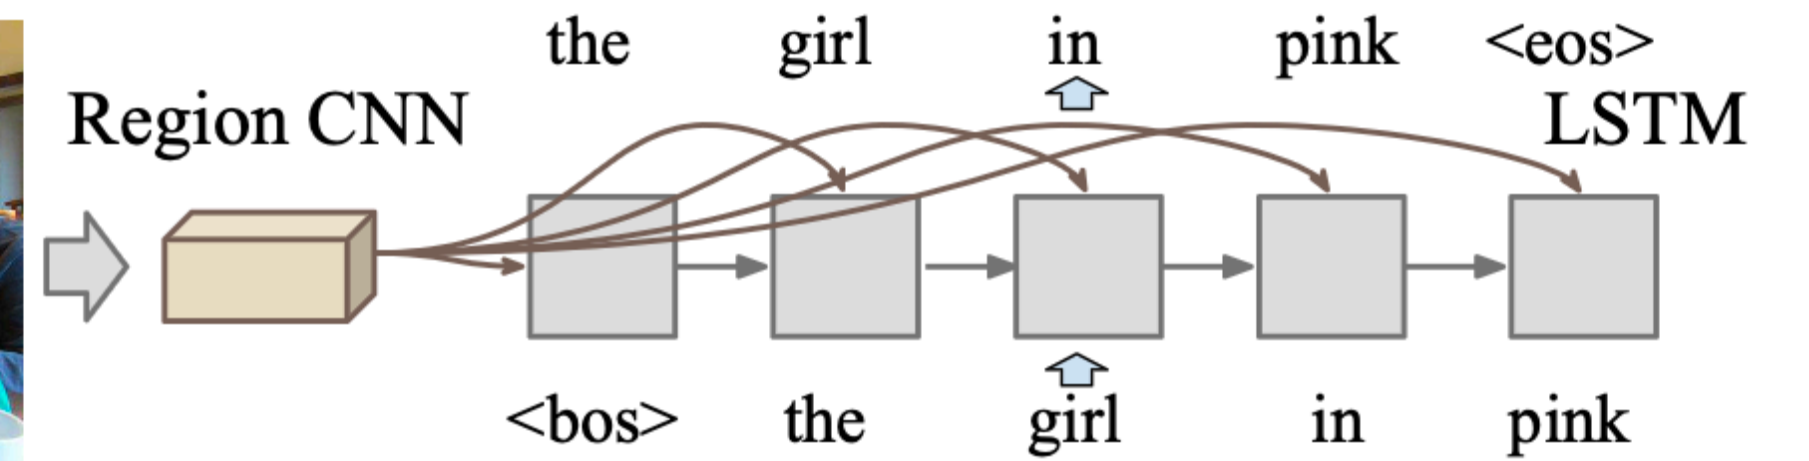 the girl in pink <eos>
Region CNN
LSTM
<bos> the girl in pink